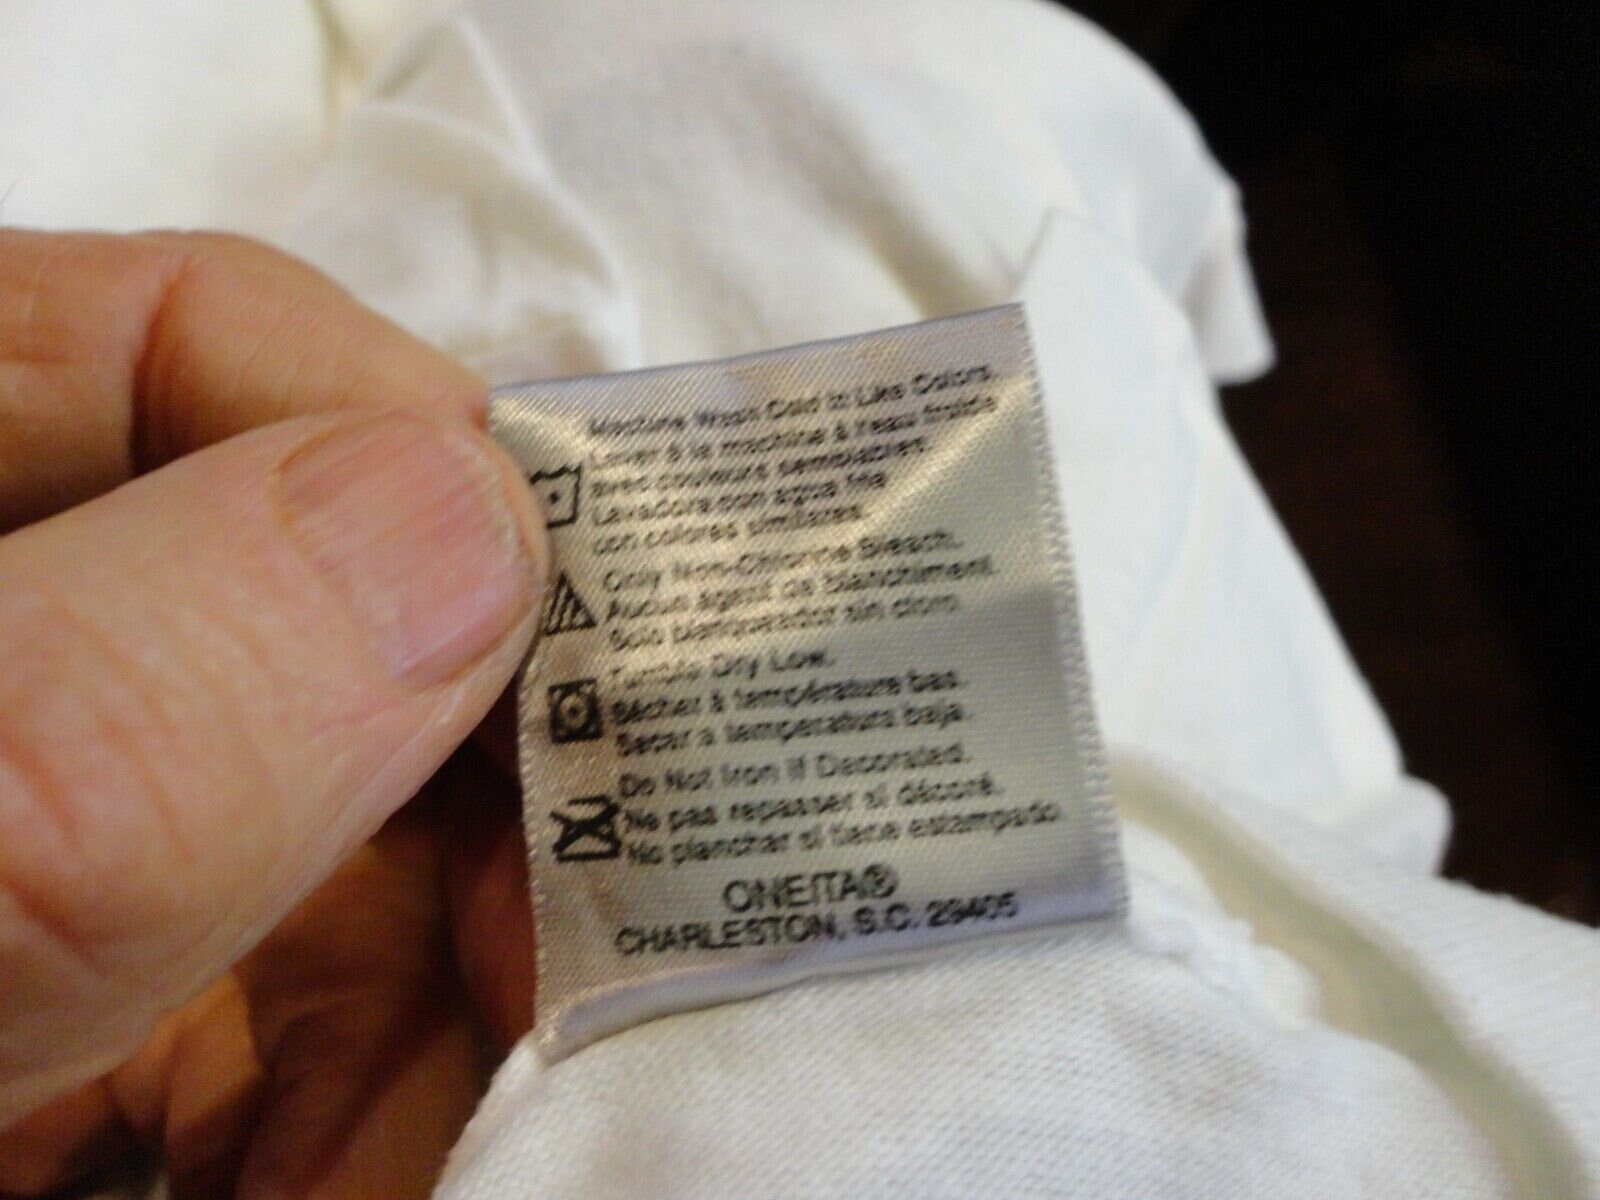 Machine Wash Cold in Like Colors.
Laver à la machine à l'eau froide
avec couleurs semblables.
Lavadora con agua fria
con colores similares.
Only Non-Chlorine Bleach.
Aucun agent de blanchiment.
Solo blanqueador sin cloro.
Tumble Dry Low.
Sécher à température bas.
Secar a temperatura baja.
Do Not Iron If Decorated.
Ne pas repasser si décoré.
No planchar si tiene estampado.
ONEITA®
CHARLESTON, S.C. 29405